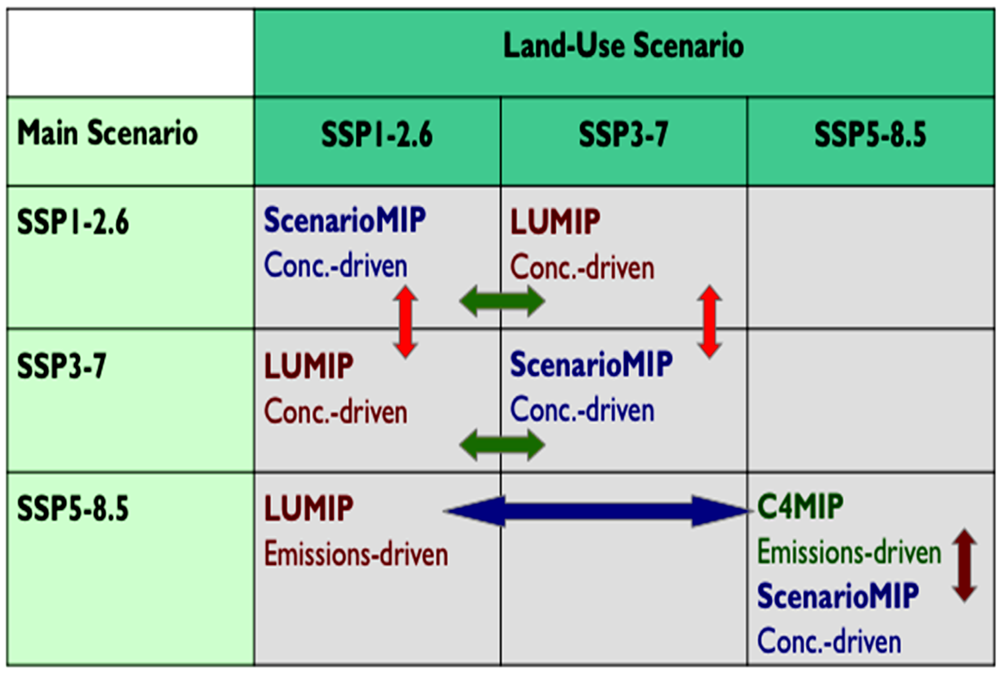 Land-Use Scenario
Main Scenario SSP1-2.6 SSP3-7 SSP5-8.5
SSP1-2.6 ScenarioMIP LUMIP
Conc.-driven Conc.-driven
SSP3-7 LUMIP ScenarioMIP
Conc.-driven Conc.-driven
SSP5-8.5 LUMIP C4MIP
Emissions-driven Emissions-driven
ScenarioMIP
Conc.-driven